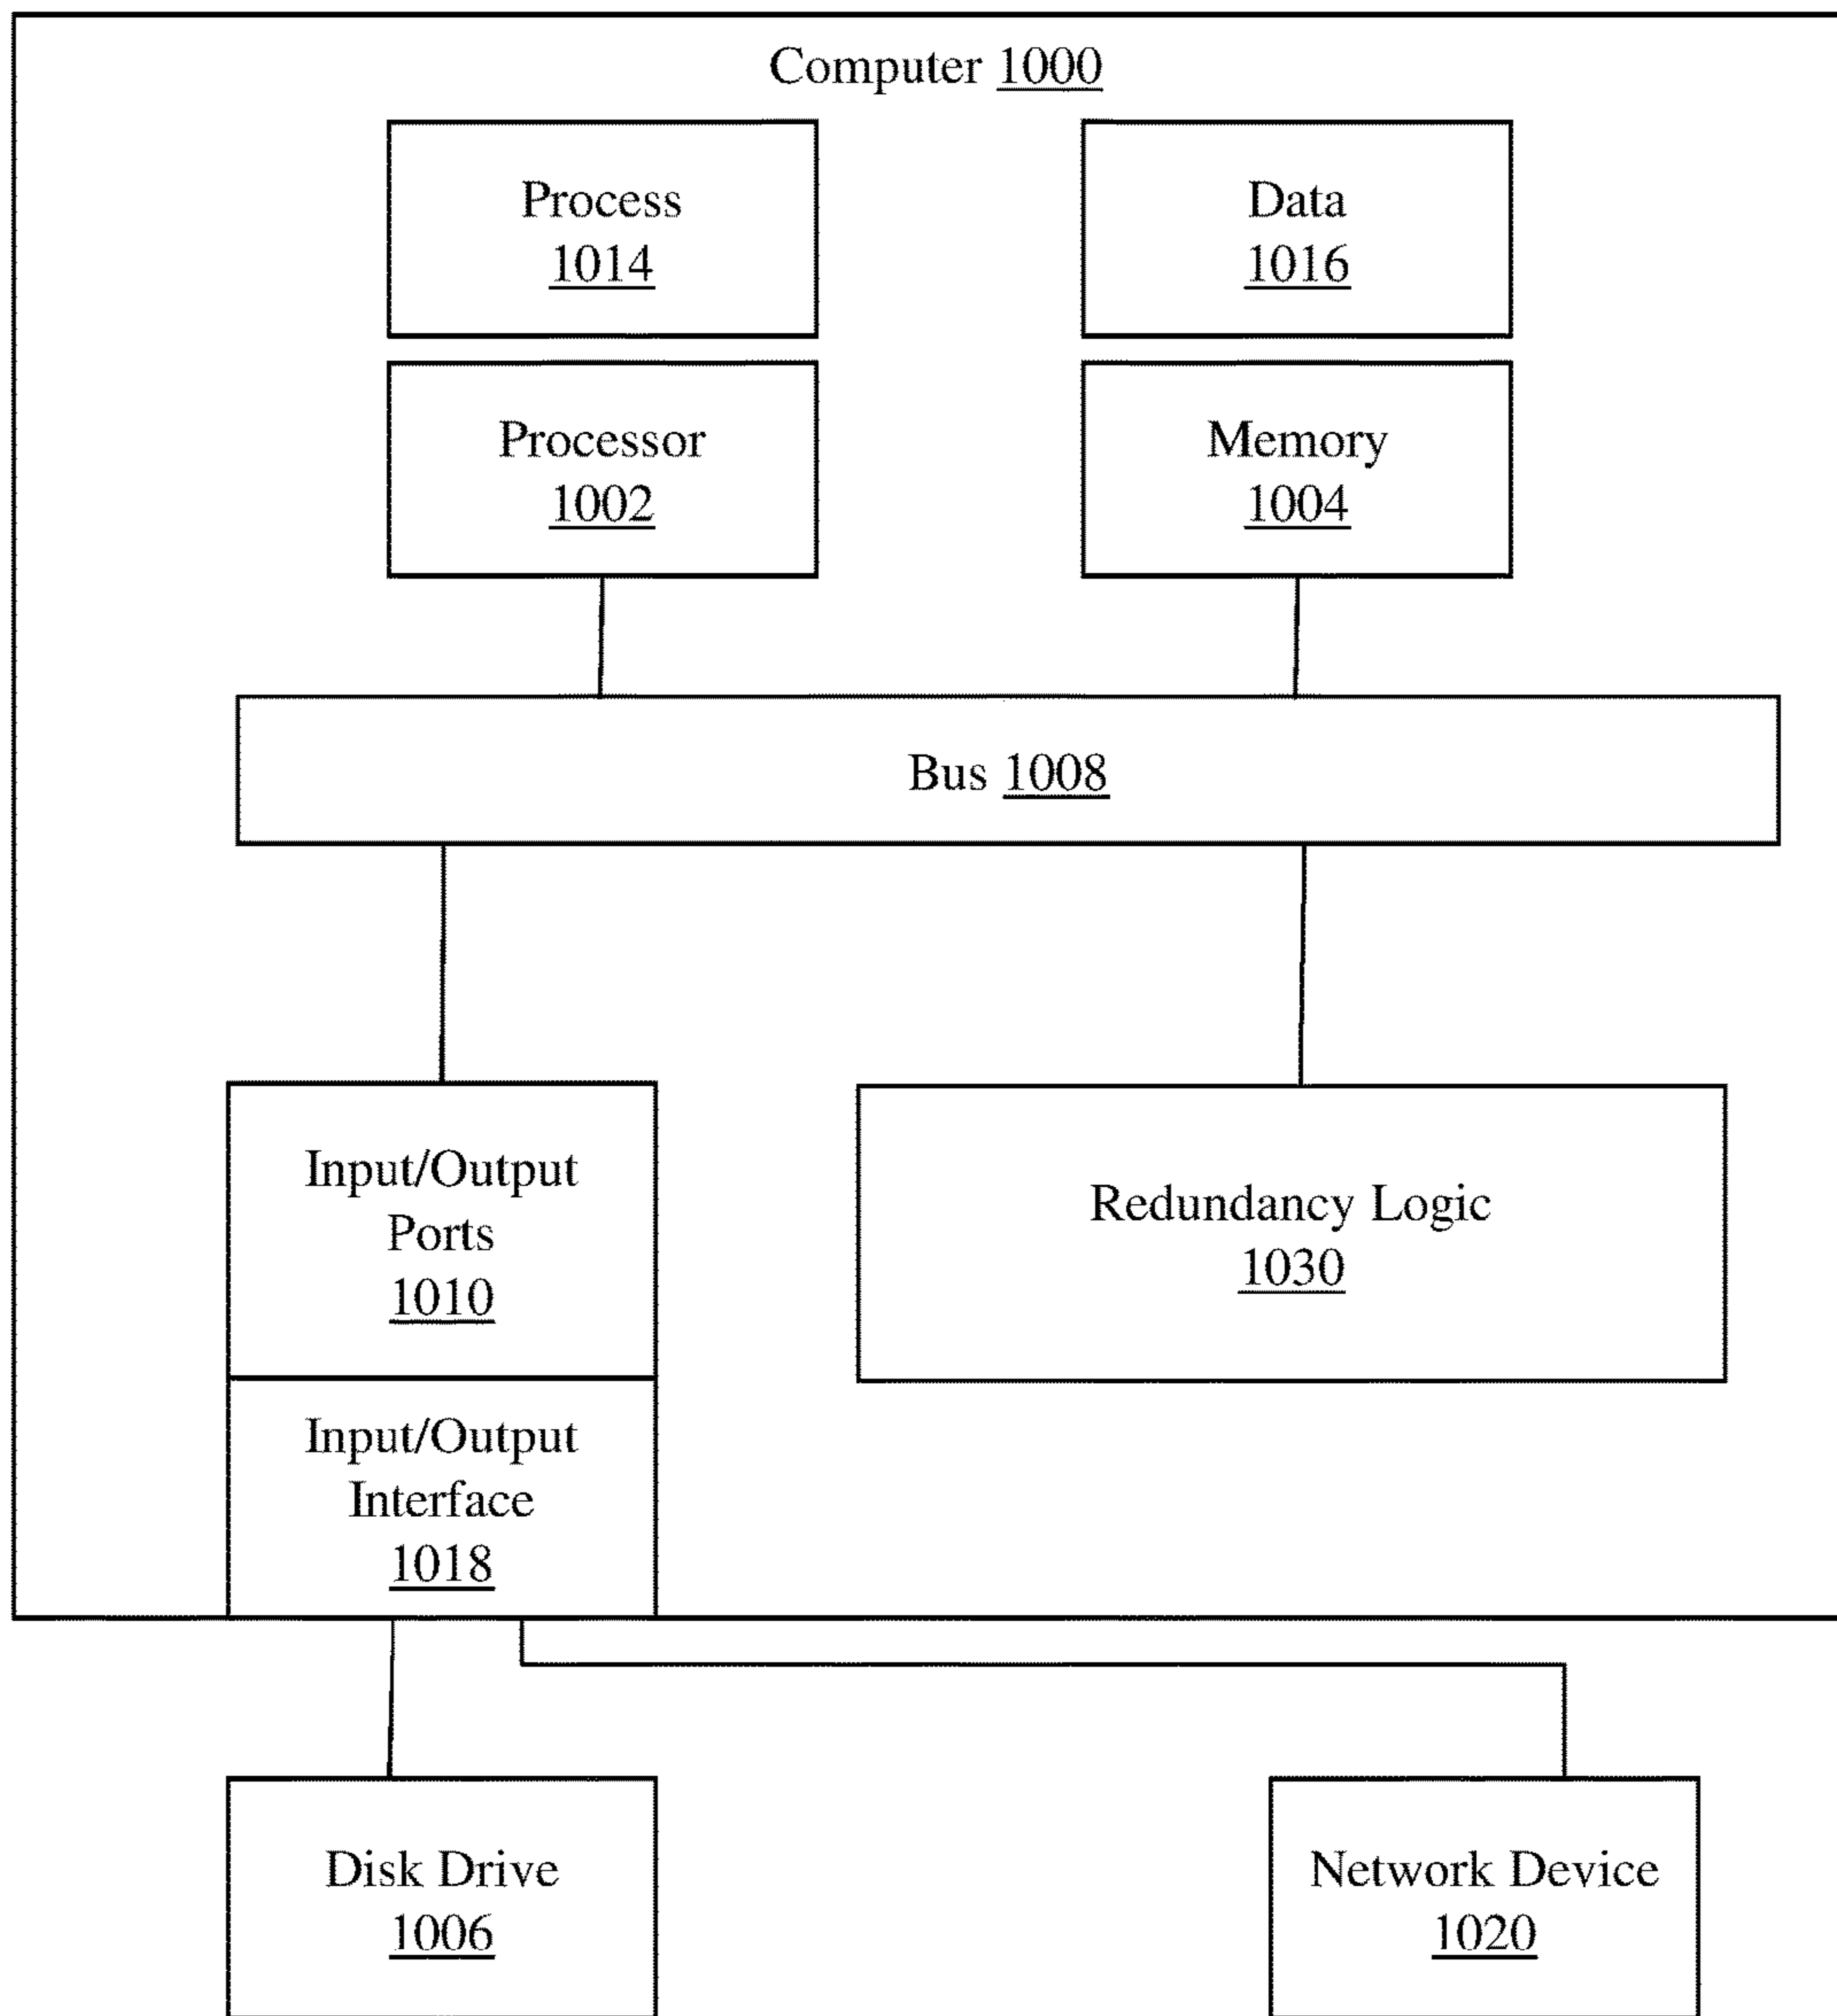 Computer 1000
Process
1014
Data
1016
Processor
1002
Memory
1004
Bus 1008
Input/Output
Ports
1010
Redundancy Logic
1030
Input/Output
Interface
1018
Disk Drive
1006
Network Device
1020